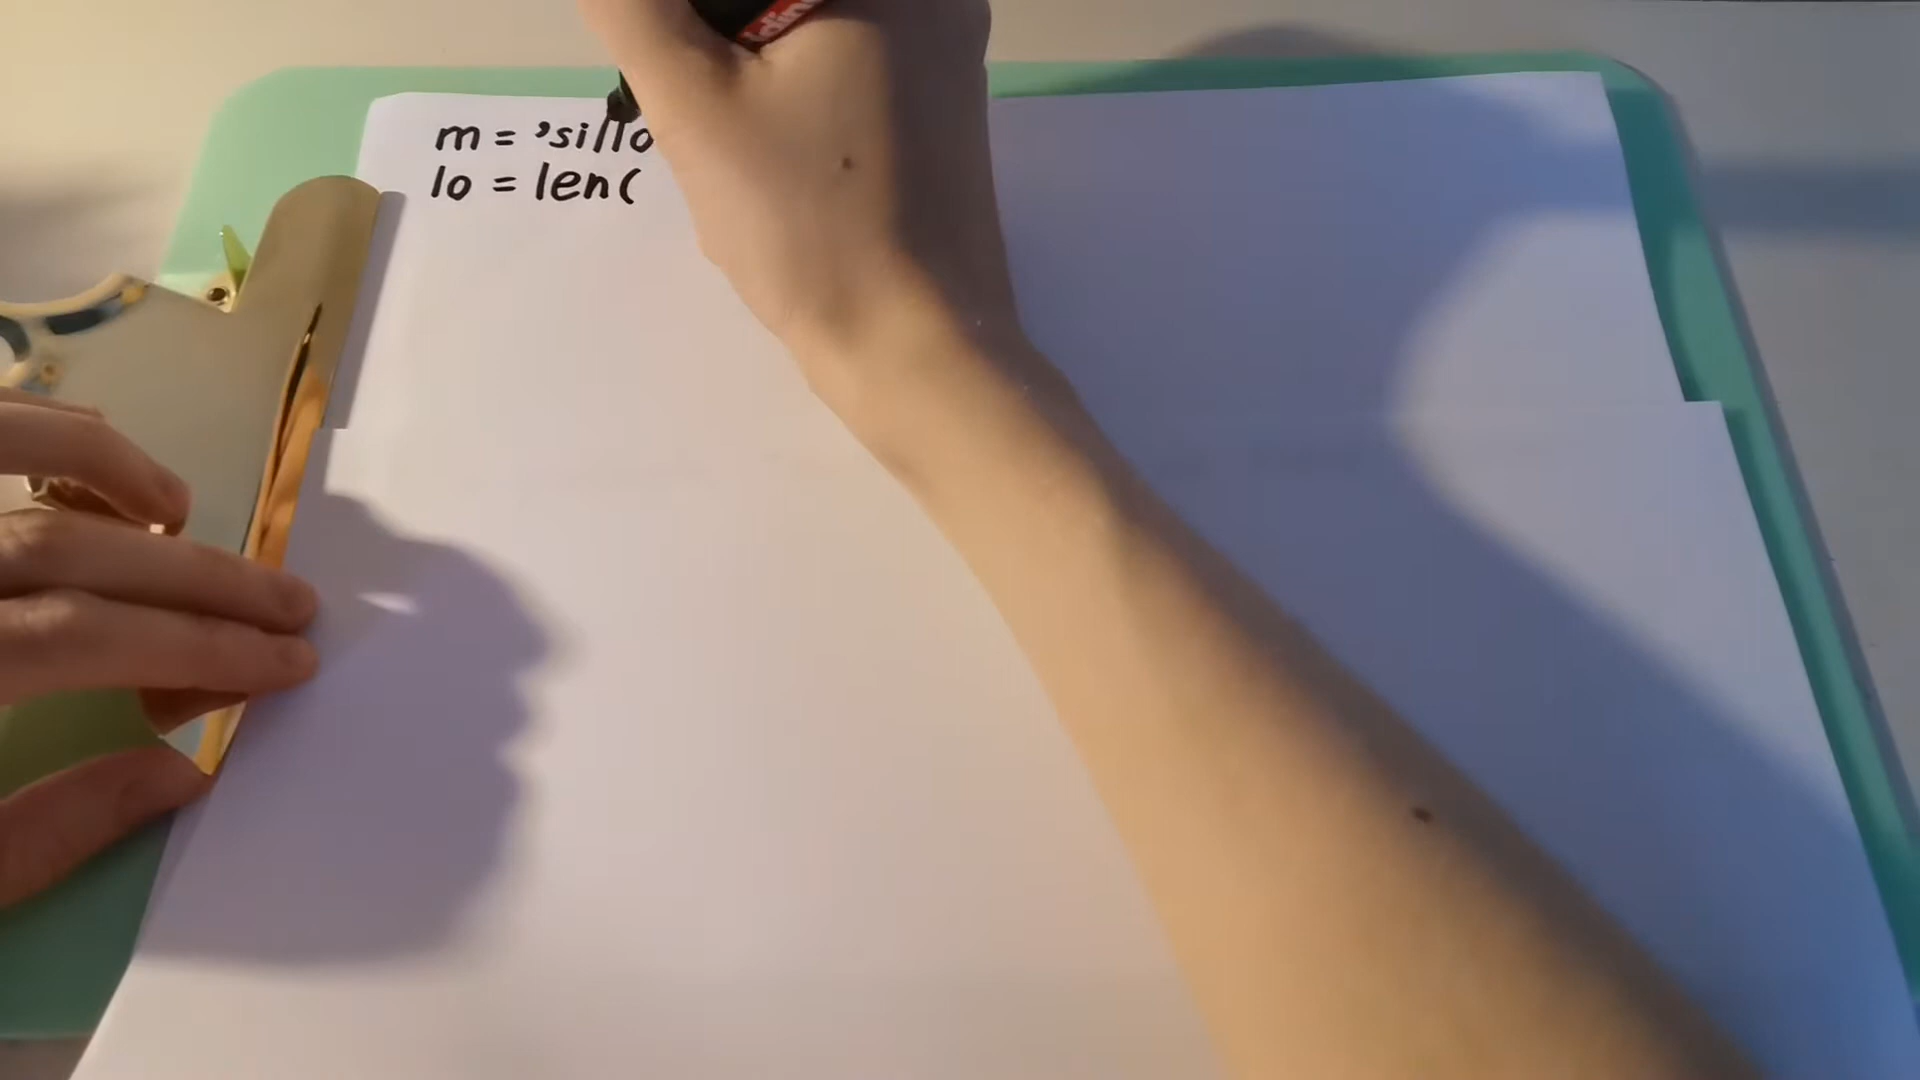 m = 'sillo
lo = len(